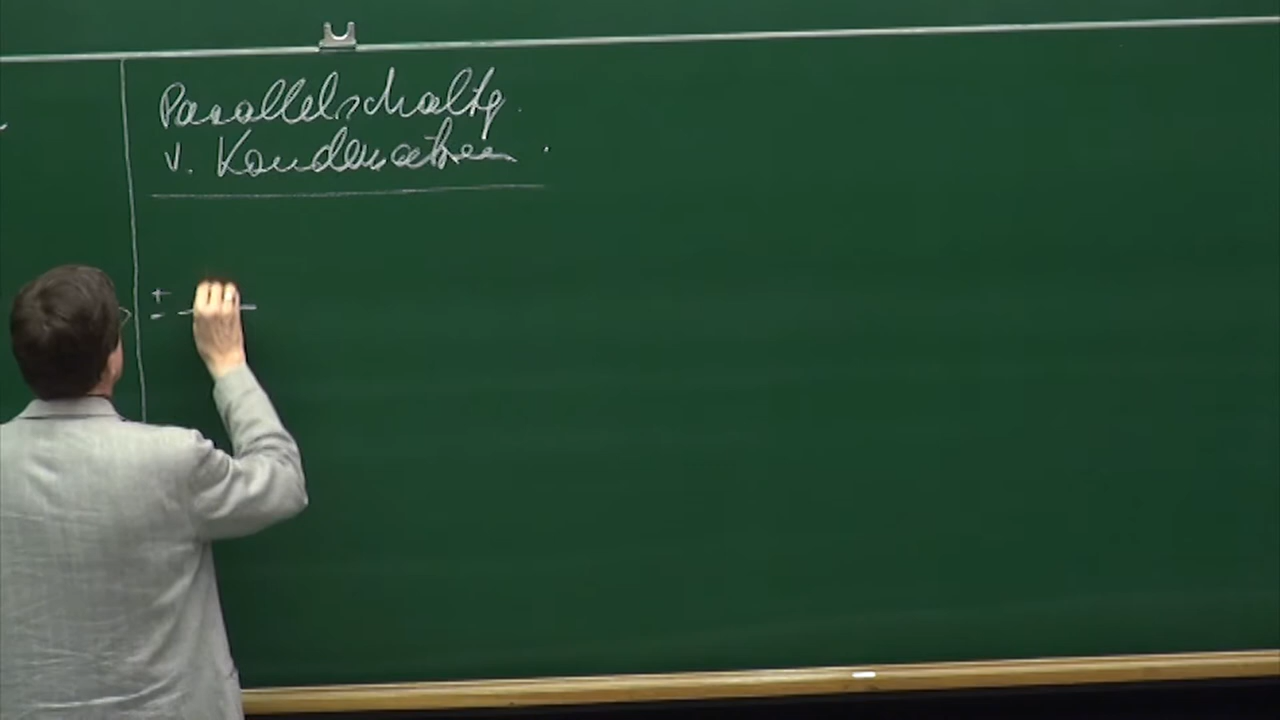 Parallelschaltg.
v. Kondensatoren
+
-